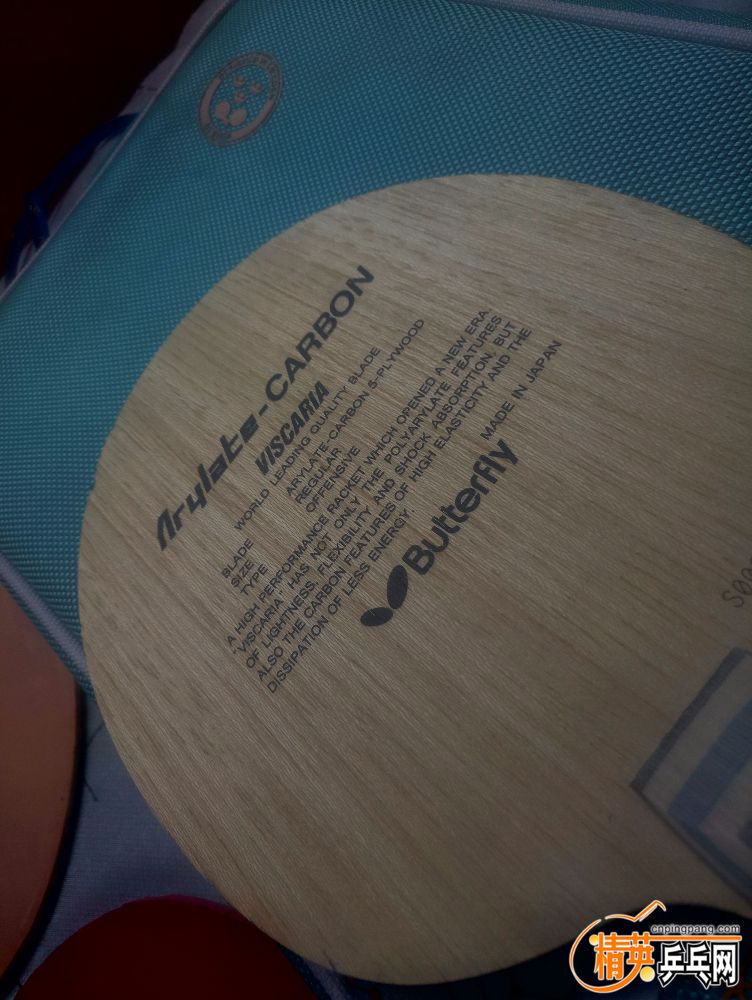 Arylate-CARBON
VISCARIA
WORLD LEADING QUALITY BLADE
BLADE ARYLATE-CARBON 5-PLYWOOD
SIZE REGULAR
TYPE OFFENSIVE
A HIGH PERFORMANCE RACKET WHICH OPENED A NEW ERA.
"VISCARIA" HAS NOT ONLY THE POLYARYLATE FEATURES
OF LIGHTNESS, FLEXIBILITY AND SHOCK ABSORPTION, BUT
ALSO THE CARBON FEATURES OF HIGH ELASTICITY AND THE
DISSIPATION OF LESS ENERGY.
MADE IN JAPAN
Butterfly
cnpingpang.com
精英乒乓网